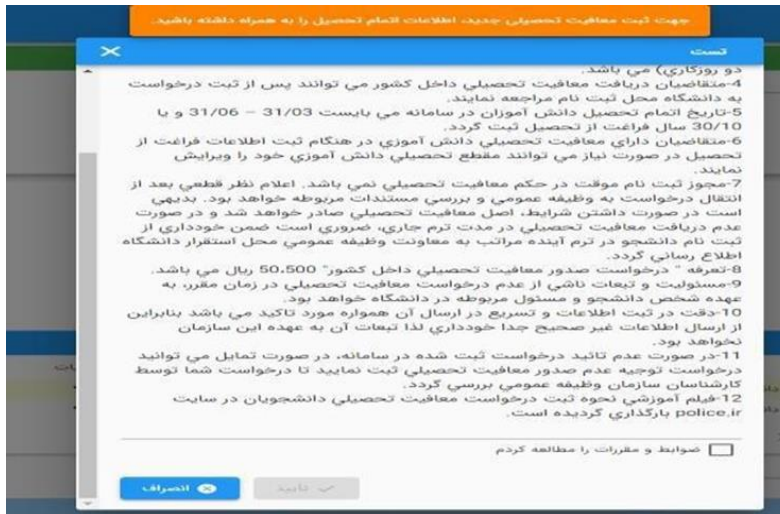 جهت ثبت معافیت تحصیلی جدید، اطلاعات اتمام تحصیل را به همراه داشته باشید.
تست
دو روزکاری) می باشد.
4-متقاضیان دریافت معافیت تحصیلی داخل کشور می توانند پس از ثبت درخواست
به دانشگاه محل ثبت نام مراجعه نمایند.
5-تاریخ اتمام تحصیل دانش آموزان در سامانه می بایست 31/03 – 31/06 و یا
30/10 سال فراغت از تحصیل ثبت گردد.
6-متقاضیان دارای معافیت تحصیلی دانش آموزی در هنگام ثبت اطلاعات فراغت از
تحصیل در صورت نیاز می توانند مقطع تحصیلی دانش آموزی خود را ویرایش
نمایند.
7-مجوز ثبت نام موقت در حکم معافیت تحصیلی نمی باشد. اعلام نظر قطعی بعد از
انتقال درخواست به وظیفه عمومی و بررسی مستندات مربوطه خواهد بود. بدیهی
است در صورت داشتن شرایط، اصل معافیت تحصیلی صادر خواهد شد و در صورت
عدم دریافت معافیت تحصیلی در مدت ترم جاری، ضروری است ضمن خودداری از
ثبت نام دانشجو در ترم آینده مراتب به معاونت وظیفه عمومی محل استقرار دانشگاه
اطلاع رسانی گردد.
8-تعرفه " درخواست صدور معافیت تحصیلی داخل کشور" 50،500 ریال می باشد.
9-مسئولیت و تبعات ناشی از عدم درخواست معافیت تحصیلی در زمان مقرر، به
عهده شخص دانشجو و مسئول مربوطه در دانشگاه خواهد بود.
10-دقت در ثبت اطلاعات و تسریع در ارسال آن همواره مورد تاکید می باشد بنابراین
از ارسال اطلاعات غیر صحیح جدا خودداری لذا تبعات آن به عهده این سازمان
نخواهد بود.
11-در صورت عدم تائید درخواست ثبت شده در سامانه، در صورت تمایل می توانید
درخواست توجیه عدم صدور معافیت تحصیلی ثبت نمایید تا درخواست شما توسط
کارشناسان سازمان وظیفه عمومی بررسی گردد.
12-فیلم آموزشی نحوه ثبت درخواست معافیت تحصیلی دانشجویان در سایت
police.ir بارگذاری گردیده است.
ضوابط و مقررات را مطالعه کردم
تایید
انصراف